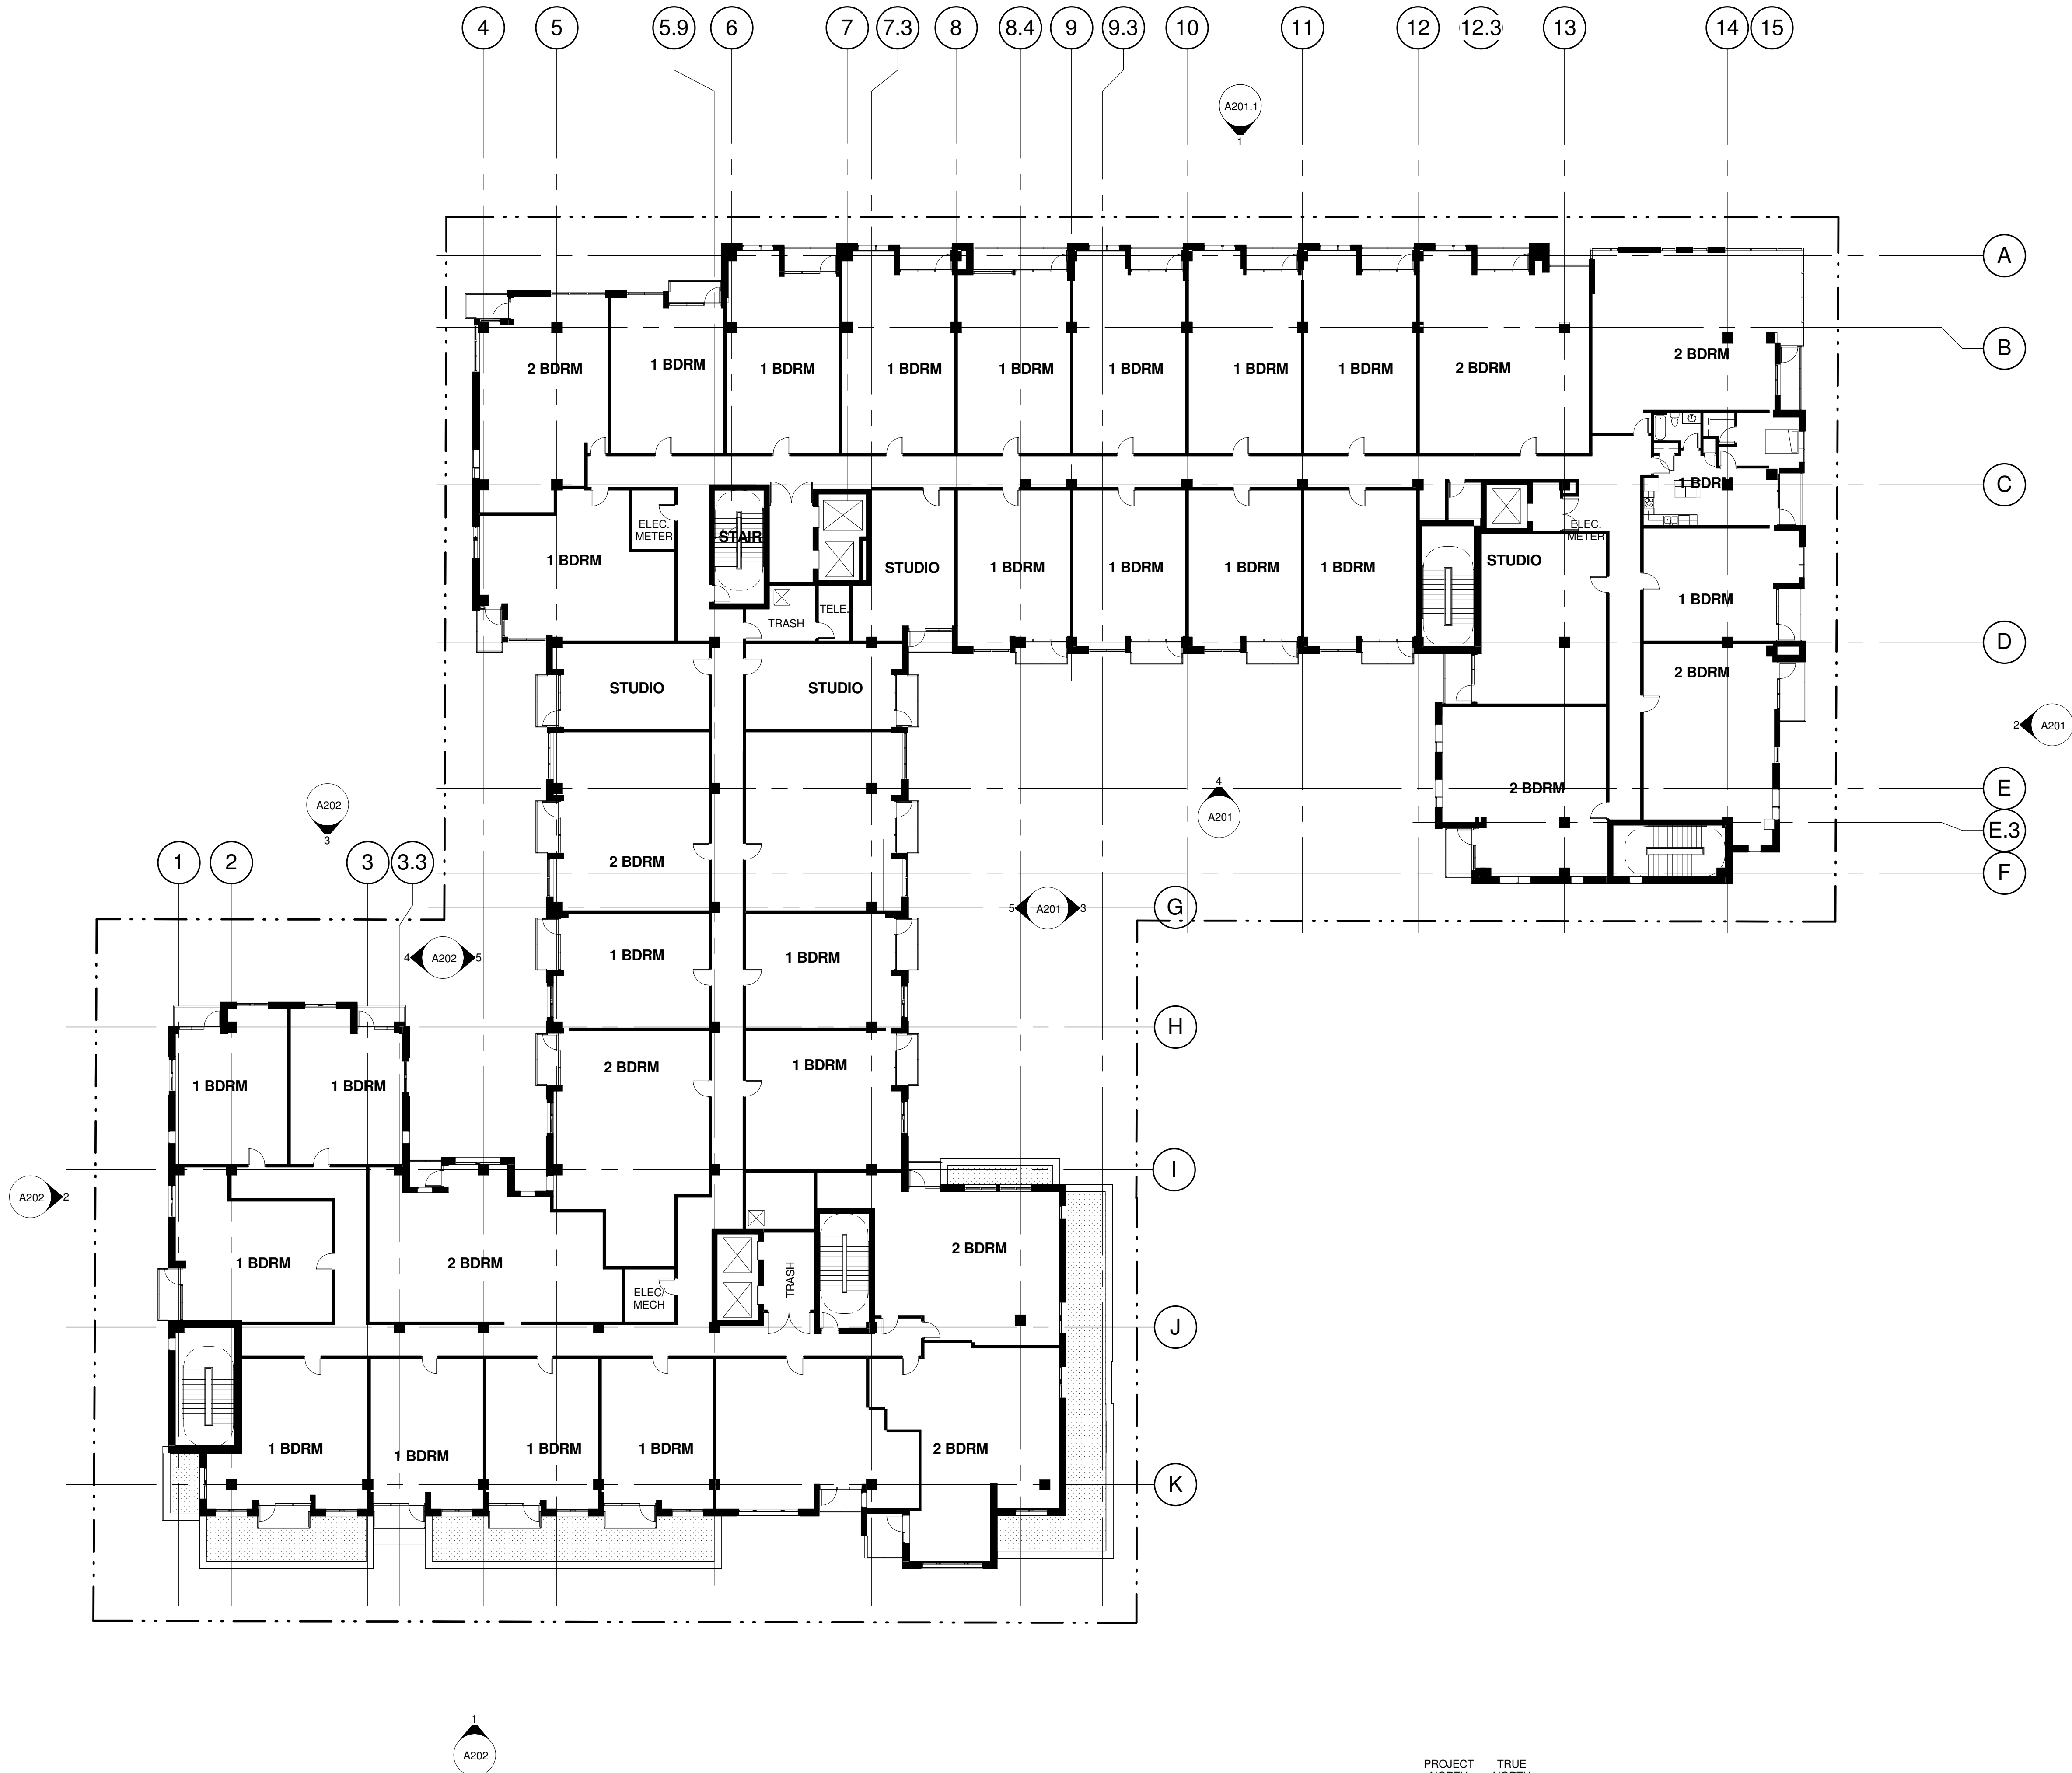 4 5 5.9 6 7 7.3 8 8.4 9 9.3 10 11 12 12.3 13 14 15
A201.1
1
A
B
2 BDRM
1 BDRM
1 BDRM
1 BDRM
1 BDRM
1 BDRM
1 BDRM
1 BDRM
2 BDRM
2 BDRM
C
1 BDRM
ELEC.
METER
STAIR
ELEC.
METER
1 BDRM
STUDIO
1 BDRM
1 BDRM
1 BDRM
1 BDRM
STUDIO
1 BDRM
TRASH
TELE.
D
STUDIO
STUDIO
2 BDRM
2
A201
E
2 BDRM
4
A201
A202
3
E.3
1 2 3 3.3
2 BDRM
F
5
A201
3
G
4
A202
5
1 BDRM
1 BDRM
H
2 BDRM
1 BDRM
1 BDRM
1 BDRM
I
A202
2
1 BDRM
2 BDRM
2 BDRM
TRASH
ELEC/
MECH
J
1 BDRM
1 BDRM
1 BDRM
1 BDRM
2 BDRM
K
1
A202
PROJECT
TRUE